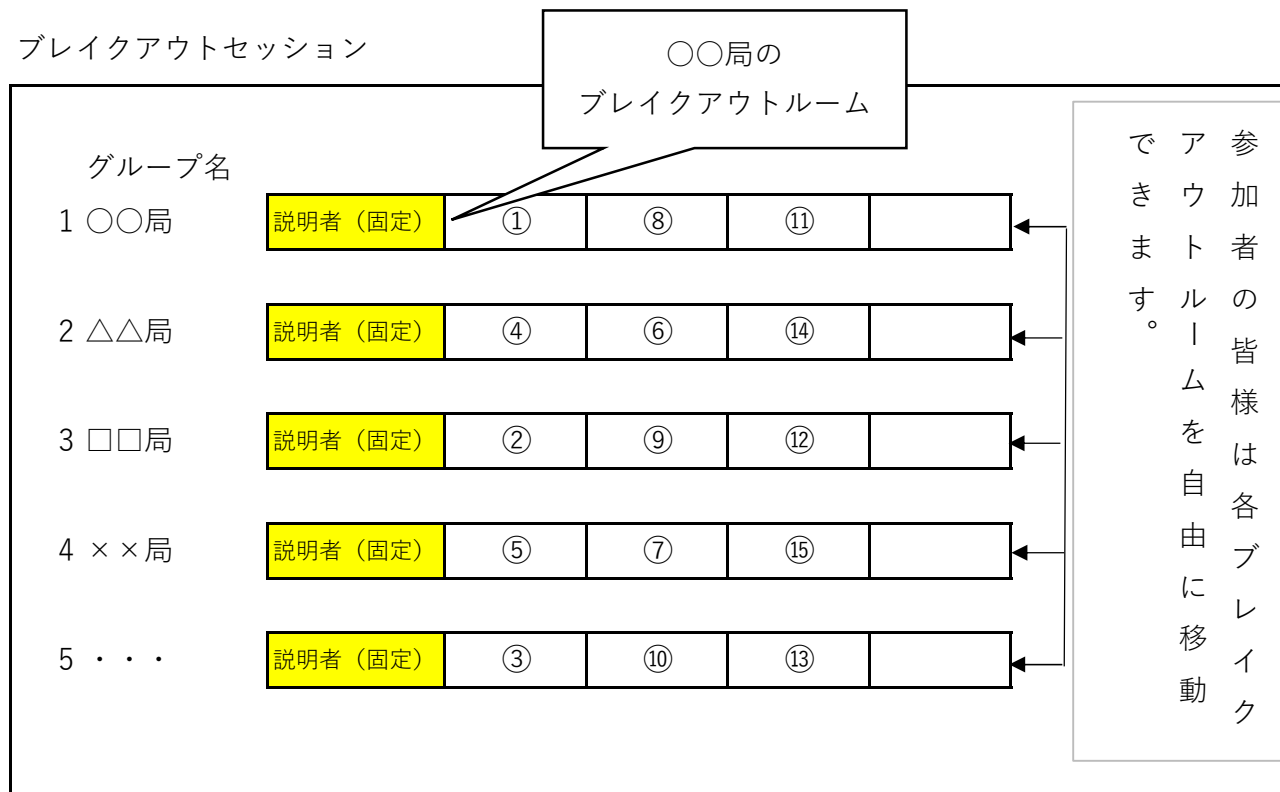 ブレイクアウトセッション
○○局の
ブレイクアウトルーム
グループ名
1 ○○局
説明者（固定） ① ⑧ ⑪
2 △△局
説明者（固定） ④ ⑥ ⑭
3 □□局
説明者（固定） ② ⑨ ⑫
4 ××局
説明者（固定） ⑤ ⑦ ⑮
5 ・・・
説明者（固定） ③ ⑩ ⑬
参加者の皆様は各ブレイク
アウトルームを自由に移動
できます。